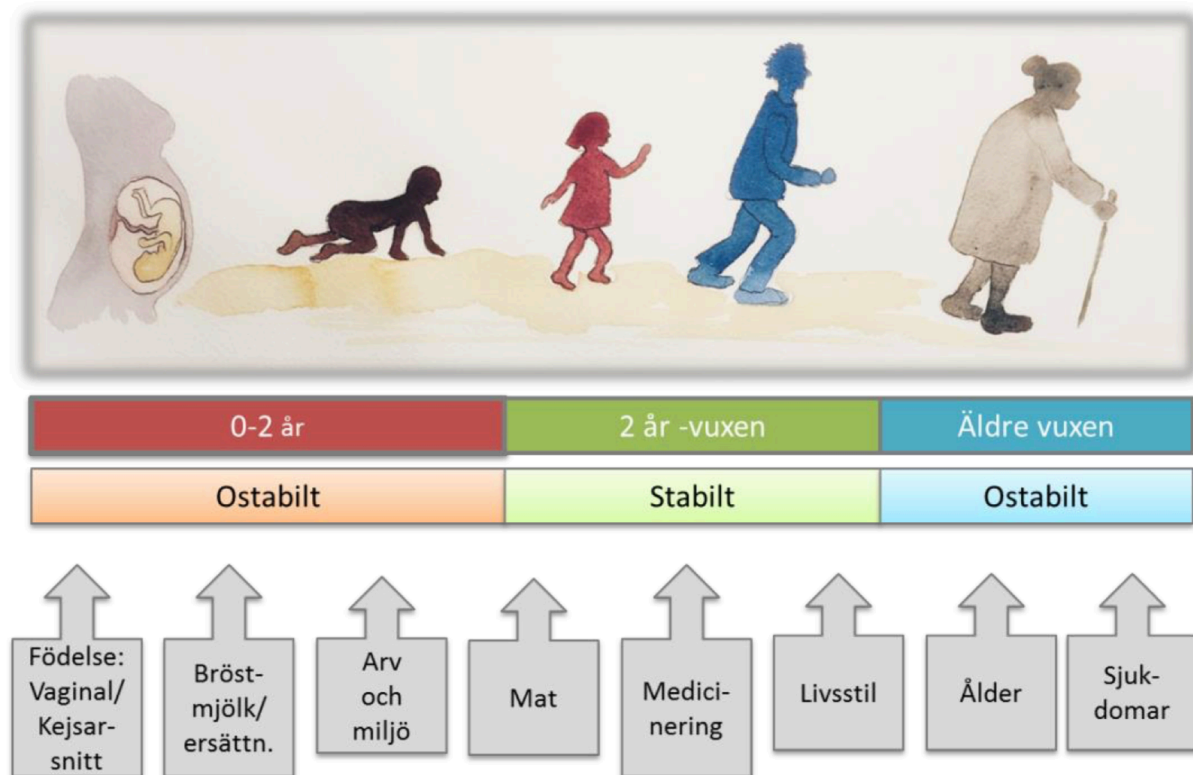 0-2 år
2 år -vuxen
Äldre vuxen
Ostabilt
Stabilt
Ostabilt
Födelse:
Vaginal/
Kejsar-
snitt
Bröst-
mjölk/
ersättn.
Arv
och
miljö
Mat
Medici-
nering
Livsstil
Ålder
Sjuk-
domar